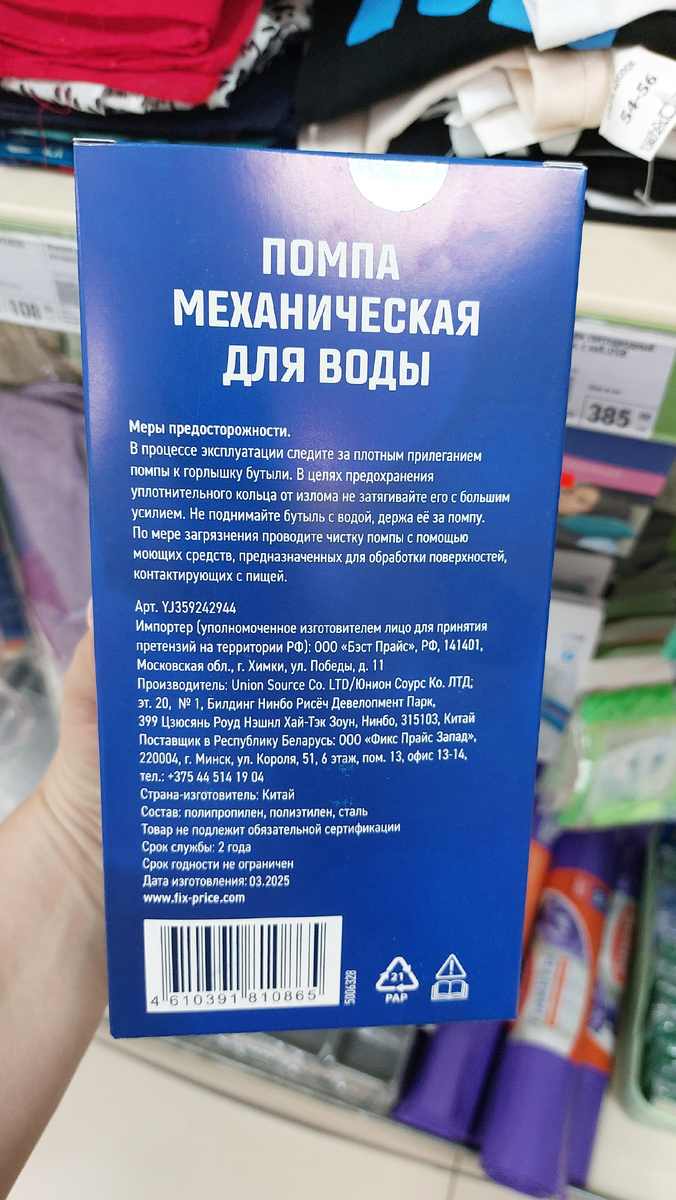 54-56
108
385
ПОМПА
МЕХАНИЧЕСКАЯ
ДЛЯ ВОДЫ
Меры предосторожности.
В процессе эксплуатации следите за плотным прилеганием
помпы к горлышку бутыли. В целях предохранения
уплотнительного кольца от излома не затягивайте его с большим
усилием. Не поднимайте бутыль с водой, держа её за помпу.
По мере загрязнения проводите чистку помпы с помощью
моющих средств, предназначенных для обработки поверхностей,
контактирующих с пищей.
Арт. YJ359242944
Импортер (уполномоченное изготовителем лицо для принятия
претензий на территории РФ): ООО «Бэст Прайс», РФ, 141401,
Московская обл., г. Химки, ул. Победы, д. 11
Производитель: Union Source Co. LTD/Юнион Соурс Ко. ЛТД;
эт. 20, № 1, Билдинг Нинбо Рисёч Девелопмент Парк,
399 Цзюсянь Роуд Нэшнл Хай-Тэк Зоун, Нинбо, 315103, Китай
Поставщик в Республику Беларусь: ООО «Фикс Прайс Запад»,
220004, г. Минск, ул. Короля, 51, 6 этаж, пом. 13, офис 13-14,
тел.: +375 44 514 19 04
Страна-изготовитель: Китай
Состав: полипропилен, полиэтилен, сталь
Товар не подлежит обязательной сертификации
Срок службы: 2 года
Срок годности не ограничен
Дата изготовления: 03.2025
www.fix-price.com
4 610391 810865
5006328
21
PAP